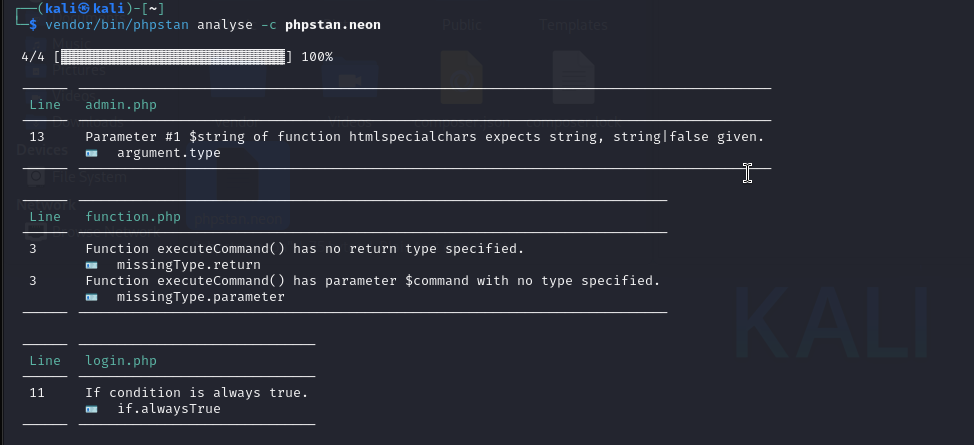 ┌──(kali㉿kali)-[~]
└─$ vendor/bin/phpstan analyse -c phpstan.neon
4/4 [▓▓▓▓▓▓▓▓▓▓▓▓▓▓▓▓▓▓▓▓▓▓▓▓▓▓▓▓] 100%
Line admin.php
13 Parameter #1 $string of function htmlspecialchars expects string, string|false given.
🪪 argument.type
Line function.php
3 Function executeCommand() has no return type specified.
🪪 missingType.return
3 Function executeCommand() has parameter $command with no type specified.
🪪 missingType.parameter
Line login.php
11 If condition is always true.
🪪 if.alwaysTrue
Public
Pictures
Devices
File System
phpstan.neon
KALI